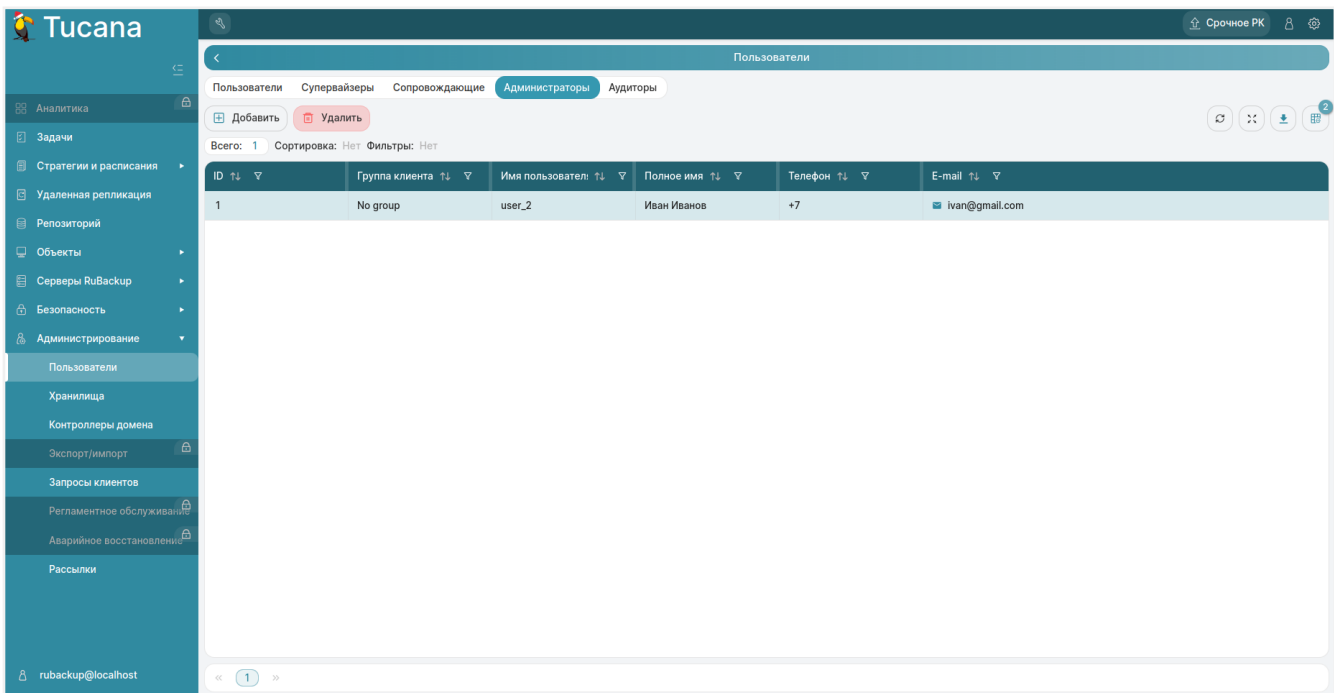 Tucana
Срочное РК
Пользователи
Пользователи Супервайзеры Сопровождающие Администраторы Аудиторы
Добавить Удалить
2
Всего: 1 Сортировка: Нет Фильтры: Нет
ID Группа клиента Имя пользовател Полное имя Телефон E-mail
1 No group user_2 Иван Иванов +7 ivan@gmail.com
Аналитика
Задачи
Стратегии и расписания
Удаленная репликация
Репозиторий
Объекты
Серверы RuBackup
Безопасность
Администрирование
Пользователи
Хранилища
Контроллеры домена
Экспорт/импорт
Запросы клиентов
Регламентное обслуживание
Аварийное восстановление
Рассылки
rubackup@localhost
« 1 »